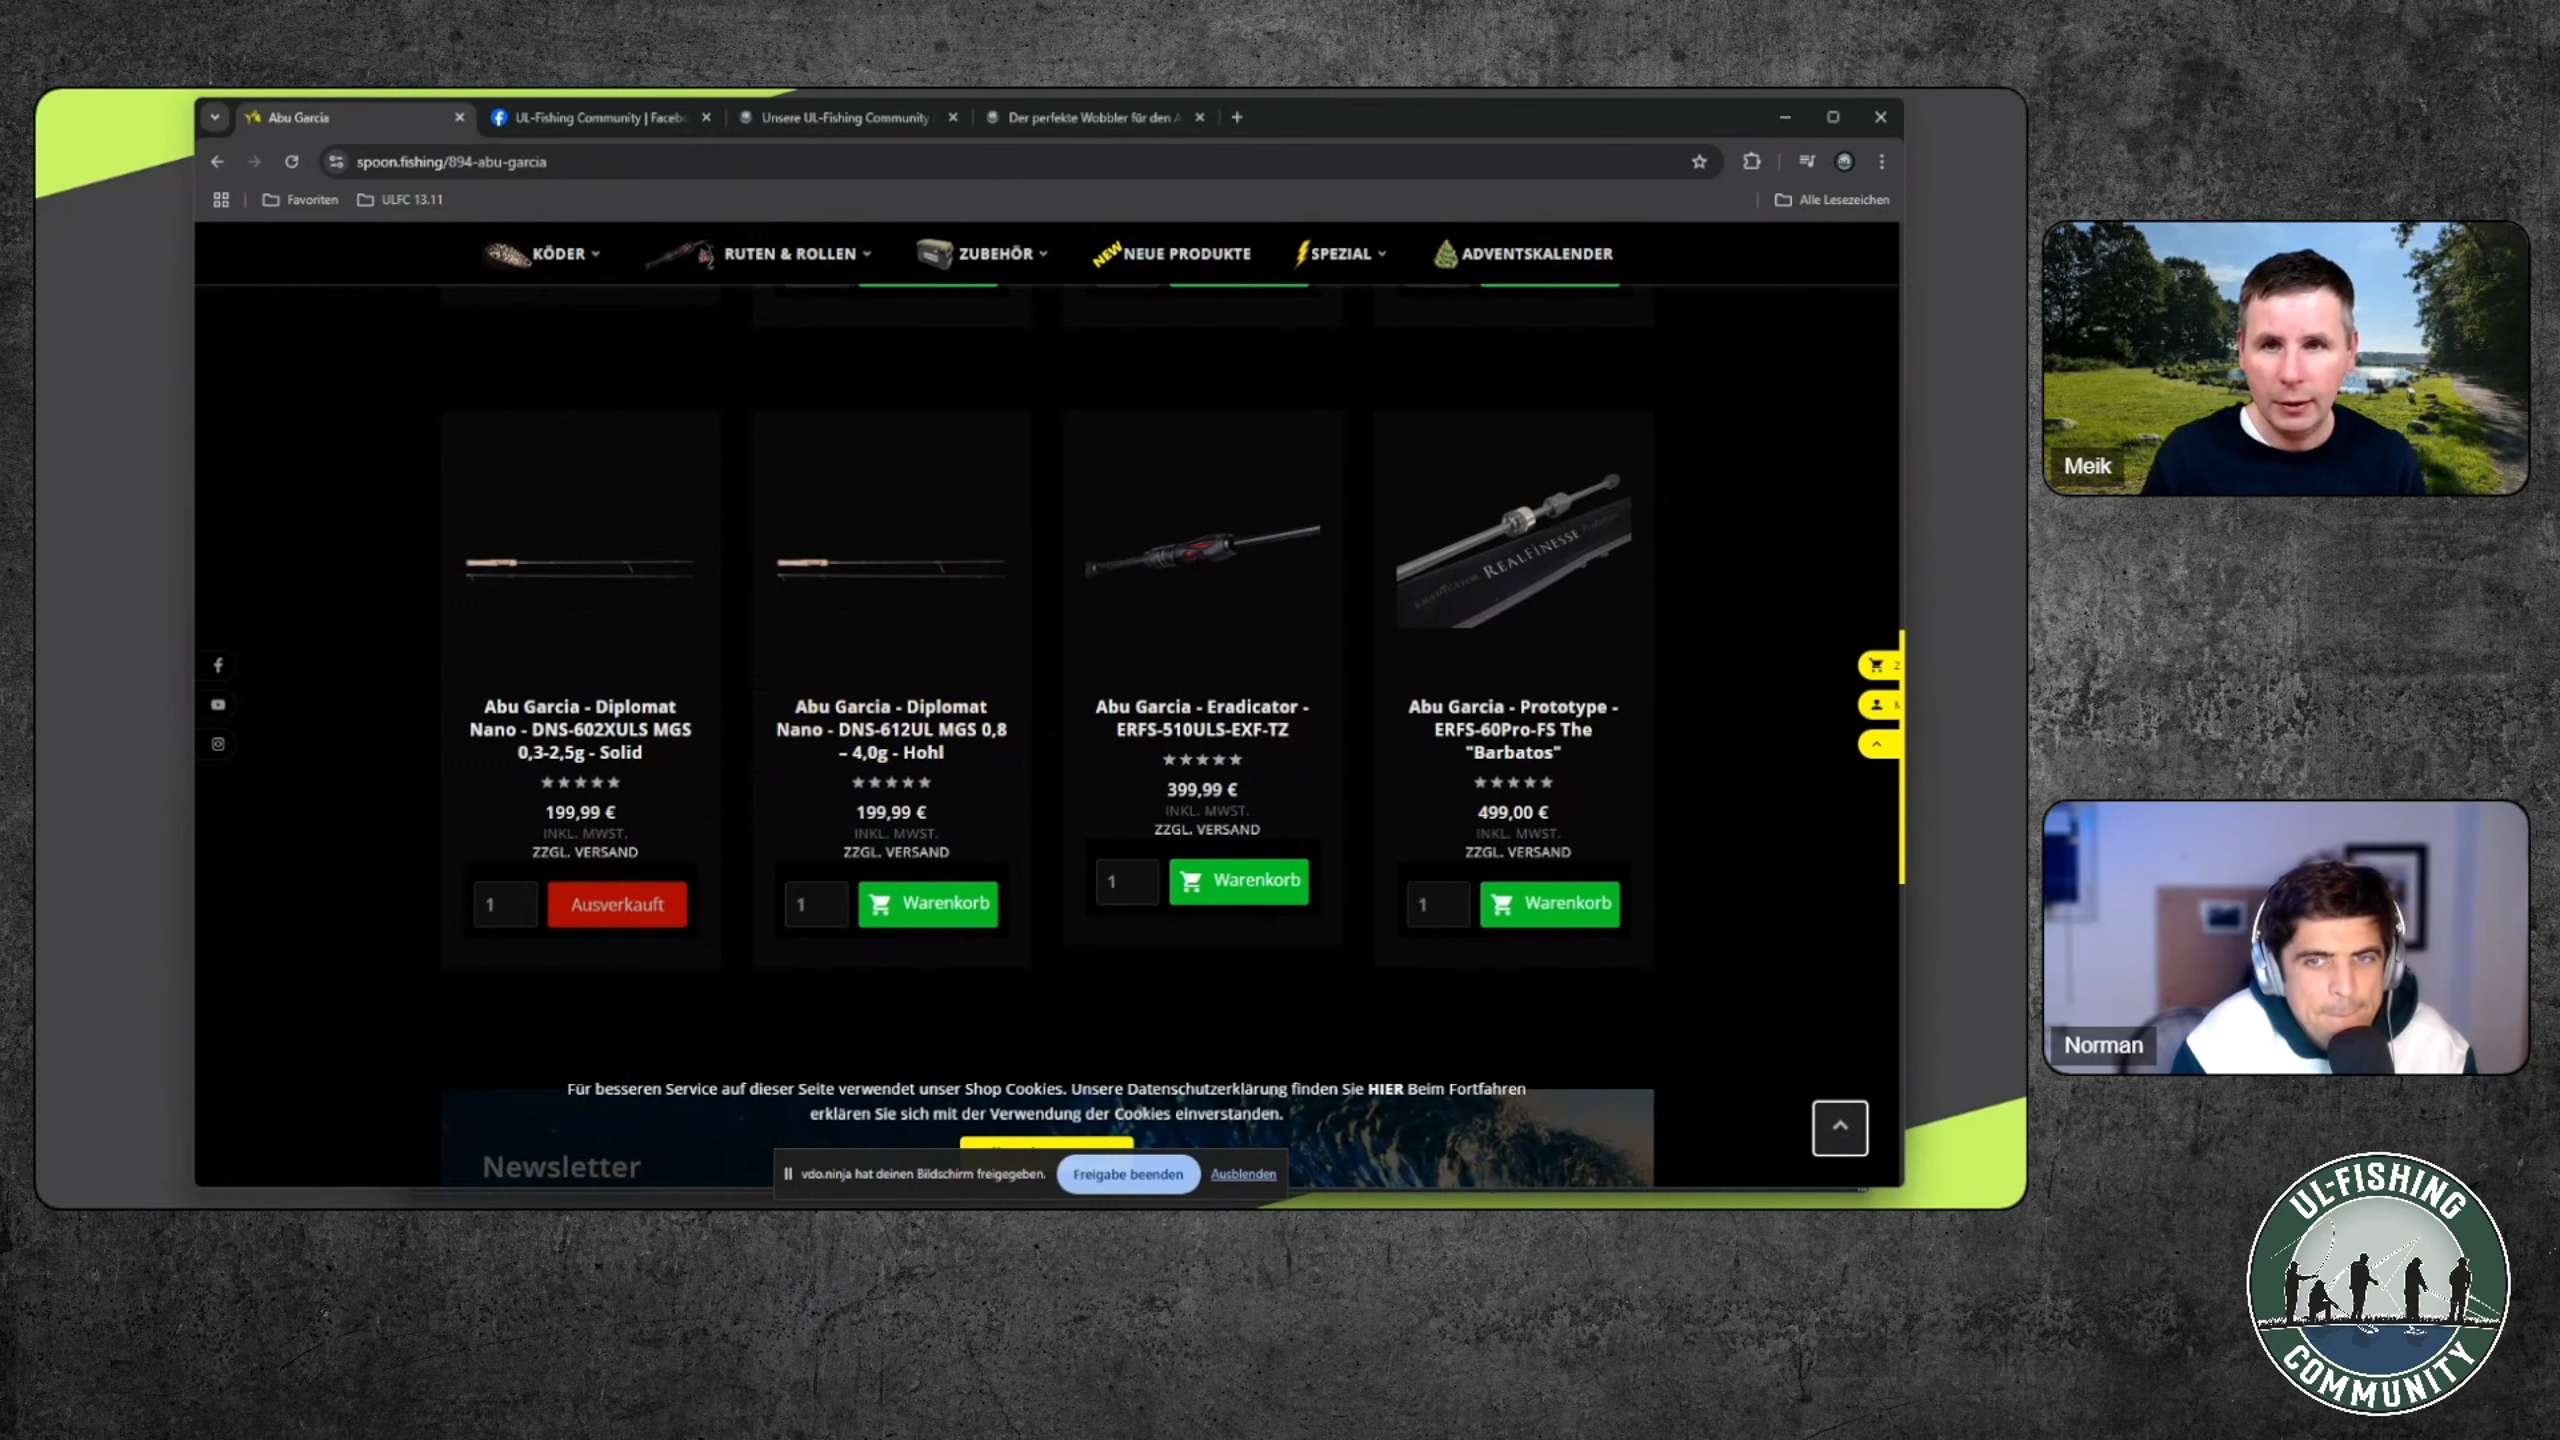 Abu Garcia
UL-Fishing Community | Faceb
Unsere UL-Fishing Community
Der perfekte Wobbler für den A
spoon.fishing/894-abu-garcia
Favoriten
ULFC 13.11
Alle Lesezeichen
KÖDER
RUTEN & ROLLEN
ZUBEHÖR
NEW
NEUE PRODUKTE
SPEZIAL
ADVENTSKALENDER
REALFINESSE
Abu Garcia - Diplomat
Nano - DNS-602XULS MGS
0,3-2,5g - Solid
199,99 €
INKL. MWST.
ZZGL. VERSAND
1
Ausverkauft
Abu Garcia - Diplomat
Nano - DNS-612UL MGS 0,8
– 4,0g - Hohl
199,99 €
INKL. MWST.
ZZGL. VERSAND
1
Warenkorb
Abu Garcia - Eradicator -
ERFS-510ULS-EXF-TZ
399,99 €
INKL. MWST.
ZZGL. VERSAND
1
Warenkorb
Abu Garcia - Prototype -
ERFS-60Pro-FS The
"Barbatos"
499,00 €
INKL. MWST.
ZZGL. VERSAND
1
Warenkorb
Für besseren Service auf dieser Seite verwendet unser Shop Cookies. Unsere Datenschutzerklärung finden Sie HIER Beim Fortfahren
erklären Sie sich mit der Verwendung der Cookies einverstanden.
Newsletter
vdo.ninja hat deinen Bildschirm freigegeben.
Freigabe beenden
Ausblenden
Meik
Norman
UL-FISHING
COMMUNITY